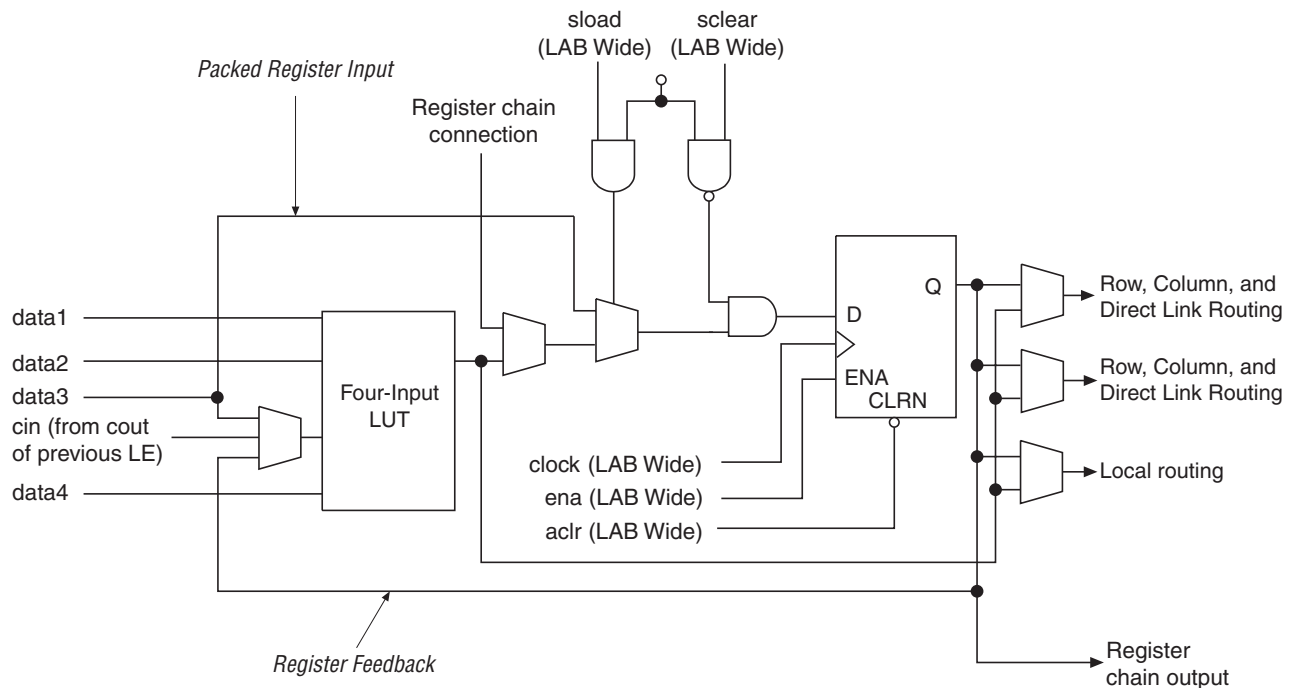 sload
(LAB Wide)
sclear
(LAB Wide)
Packed Register Input
Register chain
connection
data1
data2
data3
cin (from cout
of previous LE)
data4
Four-Input
LUT
D
Q
ENA
CLRN
clock (LAB Wide)
ena (LAB Wide)
aclr (LAB Wide)
Row, Column, and
Direct Link Routing
Row, Column, and
Direct Link Routing
Local routing
Register Feedback
Register
chain output